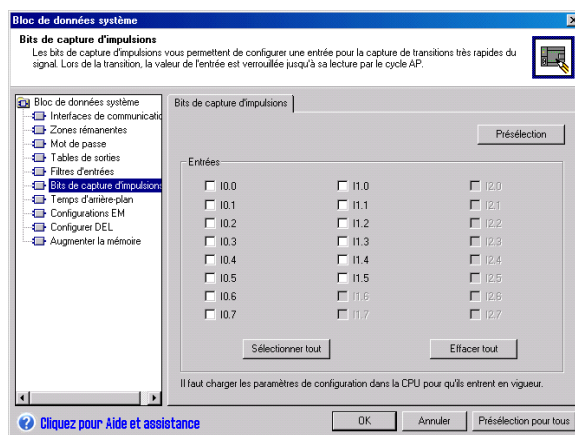 Bloc de données système
Bits de capture d'impulsions
Les bits de capture d'impulsions vous permettent de configurer une entrée pour la capture de transitions très rapides du
signal. Lors de la transition, la valeur de l'entrée est verrouillée jusqu'à sa lecture par le cycle AP.
Bloc de données système
Interfaces de communicatio
Zones rémanentes
Mot de passe
Tables de sorties
Filtres d'entrées
Bits de capture d'impulsions
Temps d'arrière-plan
Configurations EM
Configurer DEL
Augmenter la mémoire
Bits de capture d'impulsions
Présélection
Entrées
I0.0 I1.0 I2.0
I0.1 I1.1 I2.1
I0.2 I1.2 I2.2
I0.3 I1.3 I2.3
I0.4 I1.4 I2.4
I0.5 I1.5 I2.5
I0.6 I1.6 I2.6
I0.7 I1.7 I2.7
Sélectionner tout Effacer tout
Il faut charger les paramètres de configuration dans la CPU pour qu'ils entrent en vigueur.
Cliquez pour Aide et assistance
OK Annuler Présélection pour tous